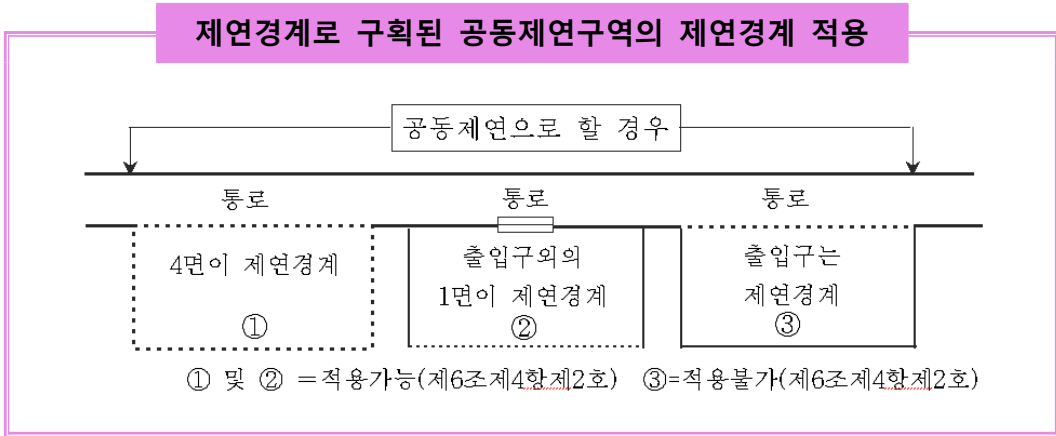 제연경계로 구획된 공동제연구역의 제연경계 적용
공동제연으로 할 경우
통로 통로 통로
4면이 제연경계
①
출입구외의
1면이 제연경계
②
출입구는
제연경계
③
① 및 ② =적용가능(제6조제4항제2호) ③=적용불가(제6조제4항제2호)